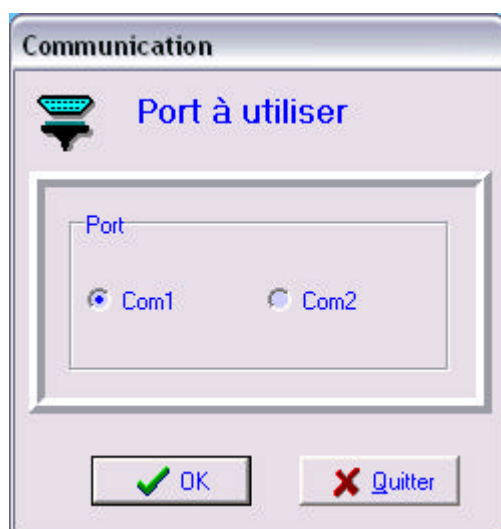 Communication
Port à utiliser
Port
Com1 Com2
OK Quitter